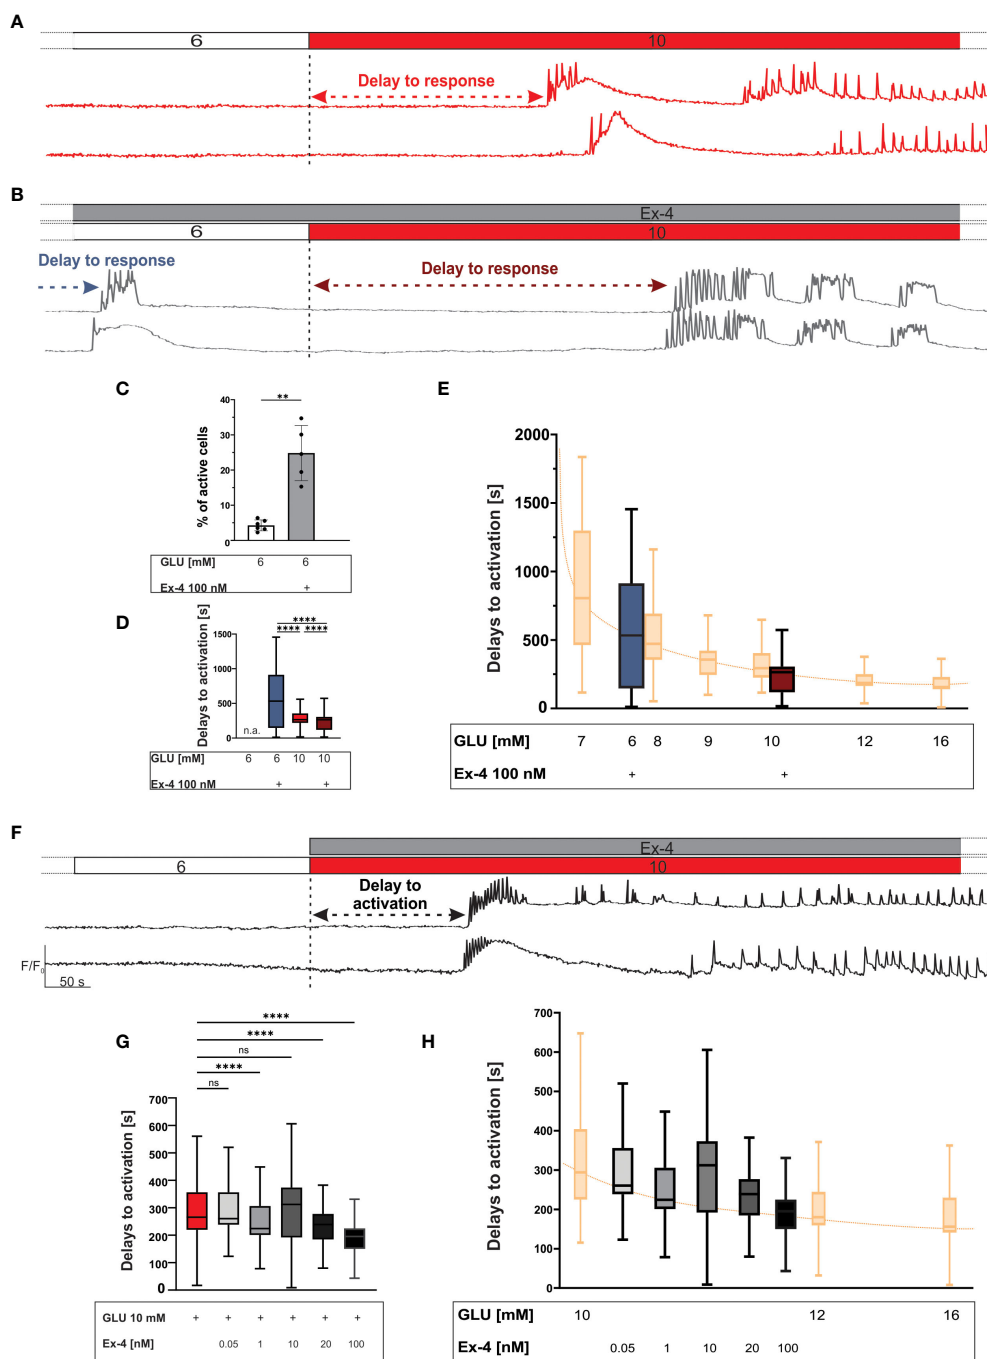 A
6 10
Delay to response
B
Ex-4
6 10
Delay to response Delay to response
C
**
% of active cells
40
30
20
10
0
GLU [mM] 6 6
Ex-4 100 nM +
D
****
**** ****
Delays to activation [s]
1500
1000
500
0
n.a.
GLU [mM] 6 6 10 10
Ex-4 100 nM + +
E
Delays to activation [s]
2000
1500
1000
500
0
GLU [mM] 7 6 8 9 10 12 16
Ex-4 100 nM + +
F
Ex-4
6 10
Delay to
activation
F/F0
50 s
G
****
****
ns
****
ns
Delays to activation [s]
700
600
500
400
300
200
100
0
GLU 10 mM + + + + + +
Ex-4 [nM] 0.05 1 10 20 100
H
Delays to activation [s]
700
600
500
400
300
200
100
0
GLU [mM] 10 12 16
Ex-4 [nM] 0.05 1 10 20 100